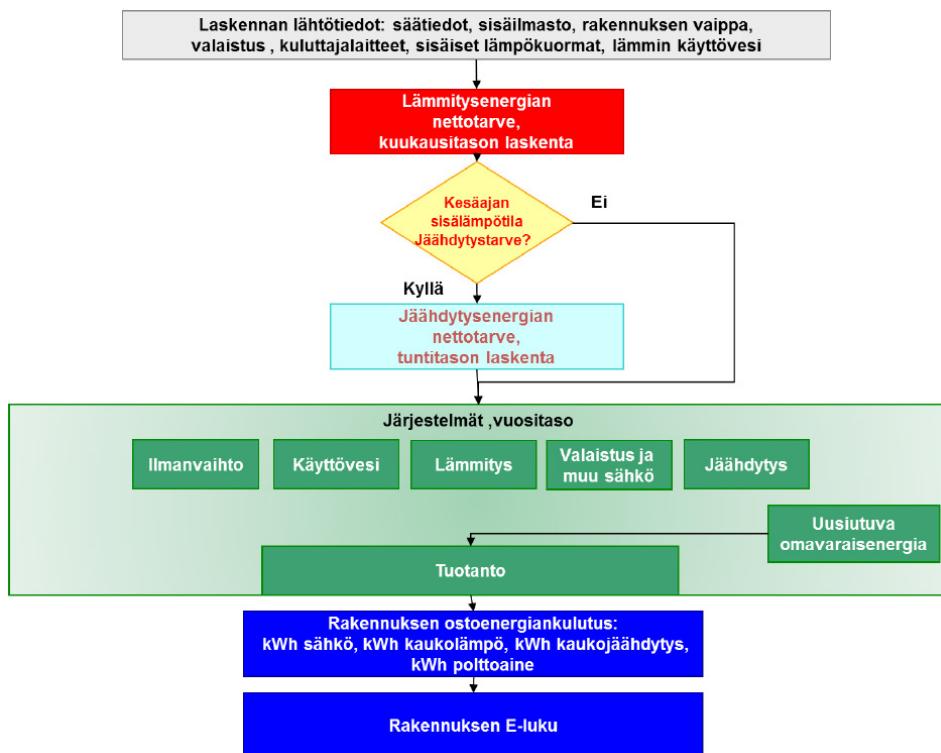 Laskennan lähtötiedot: säätiedot, sisäilmasto, rakennuksen vaippa,
valaistus , kuluttajalaitteet, sisäiset lämpökuormat, lämmin käyttövesi
Lämmitysenergian
nettotarve,
kuukausitason laskenta
Kesäajan
sisälämpötila
Jäähdytystarve?
Ei
Kyllä
Jäähdytysenergian
nettotarve,
tuntitason laskenta
Järjestelmät ,vuositaso
Ilmanvaihto
Käyttövesi
Lämmitys
Valaistus ja
muu sähkö
Jäähdytys
Uusiutuva
omavaraisenergia
Tuotanto
Rakennuksen ostoenergiankulutus:
kWh sähkö, kWh kaukolämpö, kWh kaukojäähdytys,
kWh polttoaine
Rakennuksen E-luku